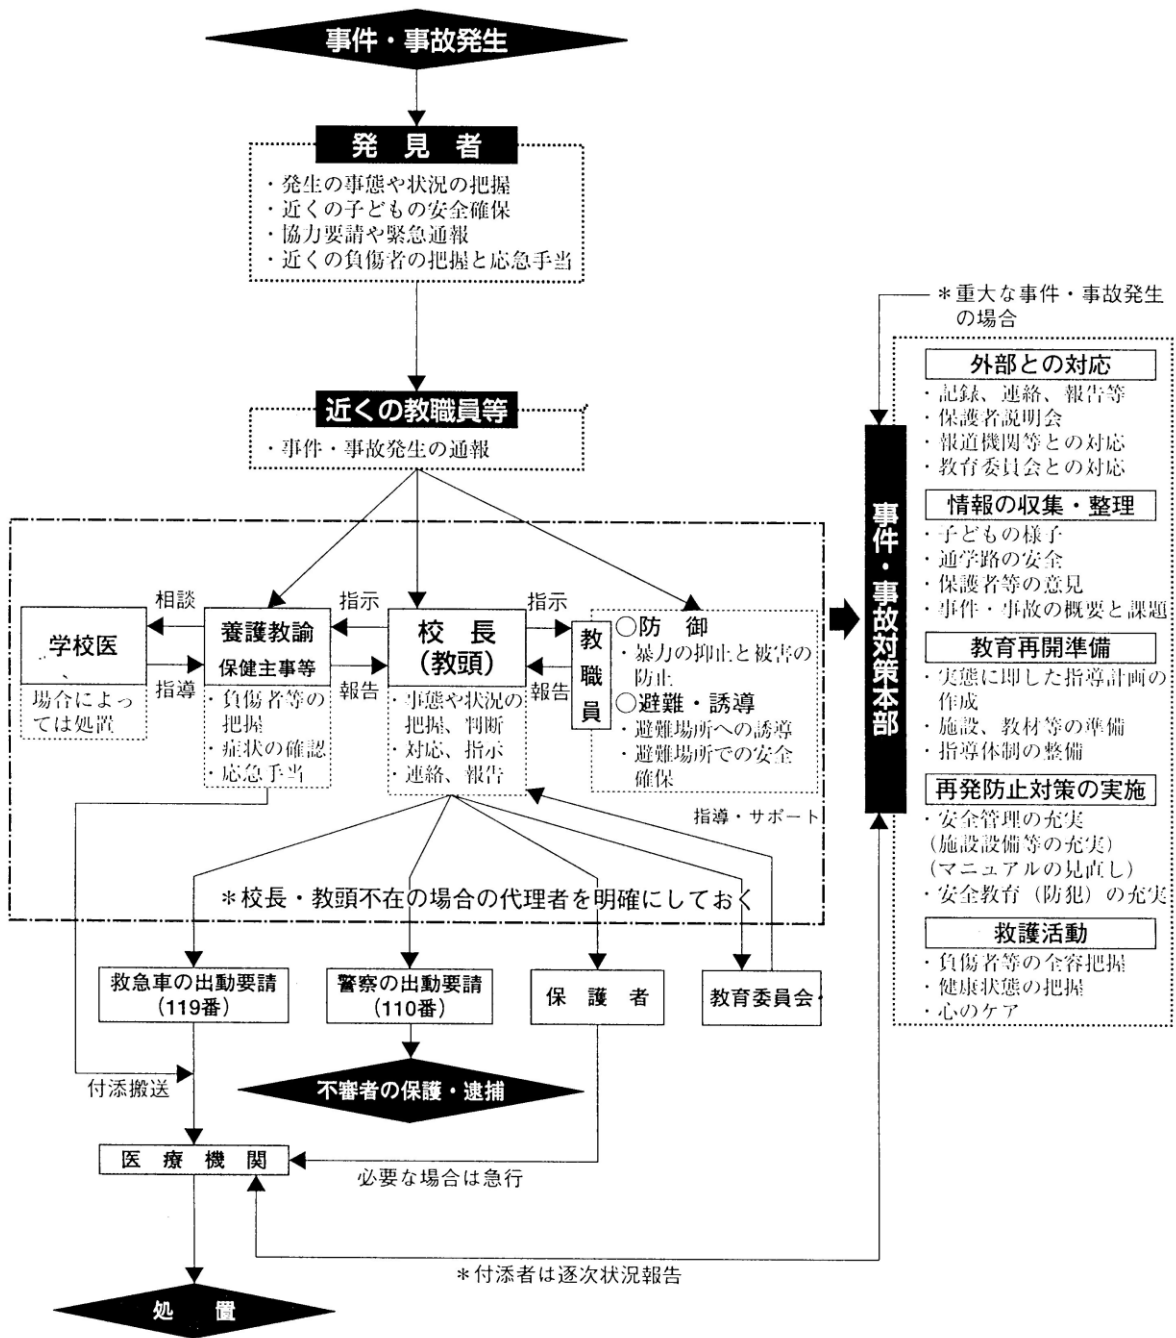 事件・事故発生
発見者
・発生の事態や状況の把握
・近くの子どもの安全確保
・協力要請や緊急通報
・近くの負傷者の把握と応急手当
近くの教職員等
・事件・事故発生の通報
学校医
場合によっ
ては処置
相談
指導
養護教諭
保健主事等
・負傷者等の
把握
・症状の確認
・応急手当
指示
報告
校長
(教頭)
・事態や状況の
把握、判断
・対応、指示
・連絡、報告
指示
報告
教職員
○防御
・暴力の抑止と被害の
防止
○避難・誘導
・避難場所への誘導
・避難場所での安全
確保
指導・サポート
＊校長・教頭不在の場合の代理者を明確にしておく
救急車の出動要請
(119番)
警察の出動要請
(110番)
保護者
教育委員会
付添搬送
不審者の保護・逮捕
医療機関
必要な場合は急行
＊付添者は逐次状況報告
処置
＊重大な事件・事故発生
の場合
事件・事故対策本部
外部との対応
・記録、連絡、報告等
・保護者説明会
・報道機関等との対応
・教育委員会との対応
情報の収集・整理
・子どもの様子
・通学路の安全
・保護者等の意見
・事件・事故の概要と課題
教育再開準備
・実態に即した指導計画の
作成
・施設、教材等の準備
・指導体制の整備
再発防止対策の実施
・安全管理の充実
(施設設備等の充実)
(マニュアルの見直し)
・安全教育（防犯）の充実
救護活動
・負傷者等の全容把握
・健康状態の把握
・心のケア